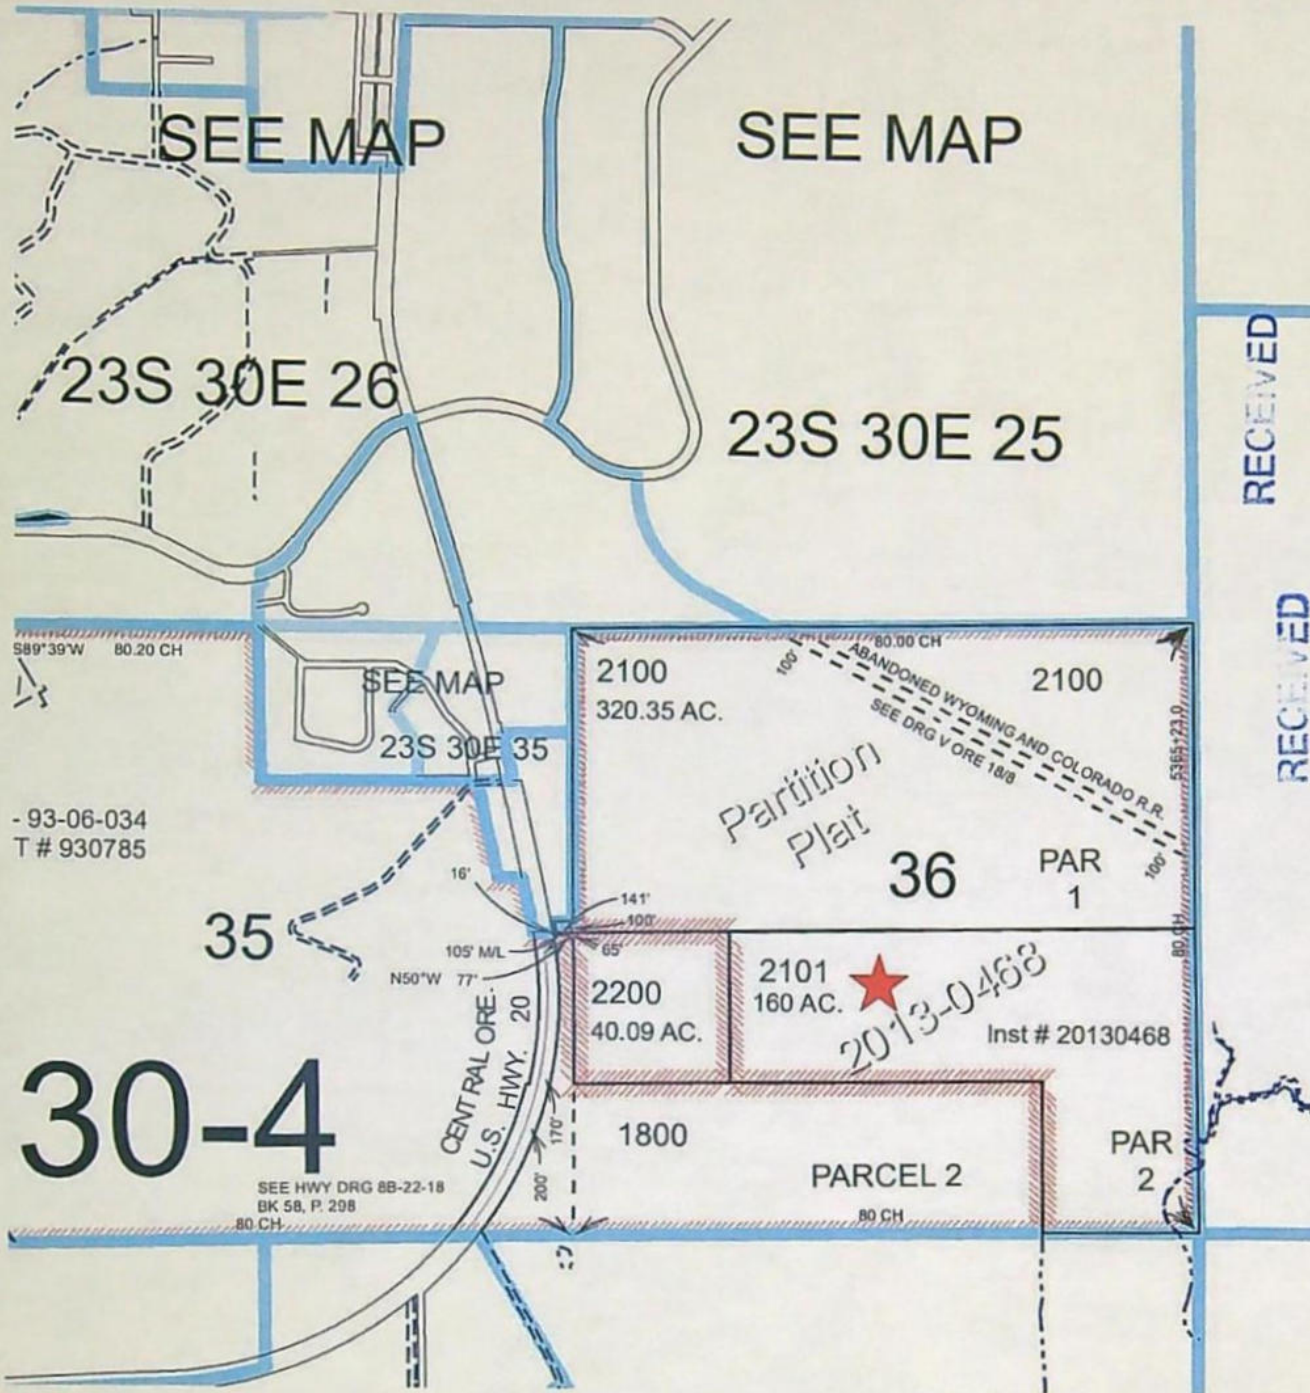 SEE MAP
SEE MAP
23S 30E 26
23S 30E 25
RECEIVED
RECEIVED
S89°39'W 80.20 CH
80.00 CH
100'
ABANDONED WYOMING AND COLORADO R.R.
SEE DRG V ORE 18/8
100'
2100
320.35 AC.
2100
5365+23.0
SEE MAP
23S 30E 35
Partition
Plat
- 93-06-034
T # 930785
36
PAR
1
16'
141'
100'
65'
105' M/L
N50°W 77'
35
80 CH
2200
40.09 AC.
2101
160 AC.
2013-0468
Inst # 20130468
CENTRAL ORE.
U.S. HWY. 20
30-4
170'
200'
1800
PARCEL 2
PAR
2
SEE HWY DRG 8B-22-18
BK 58, P. 298
80 CH
80 CH